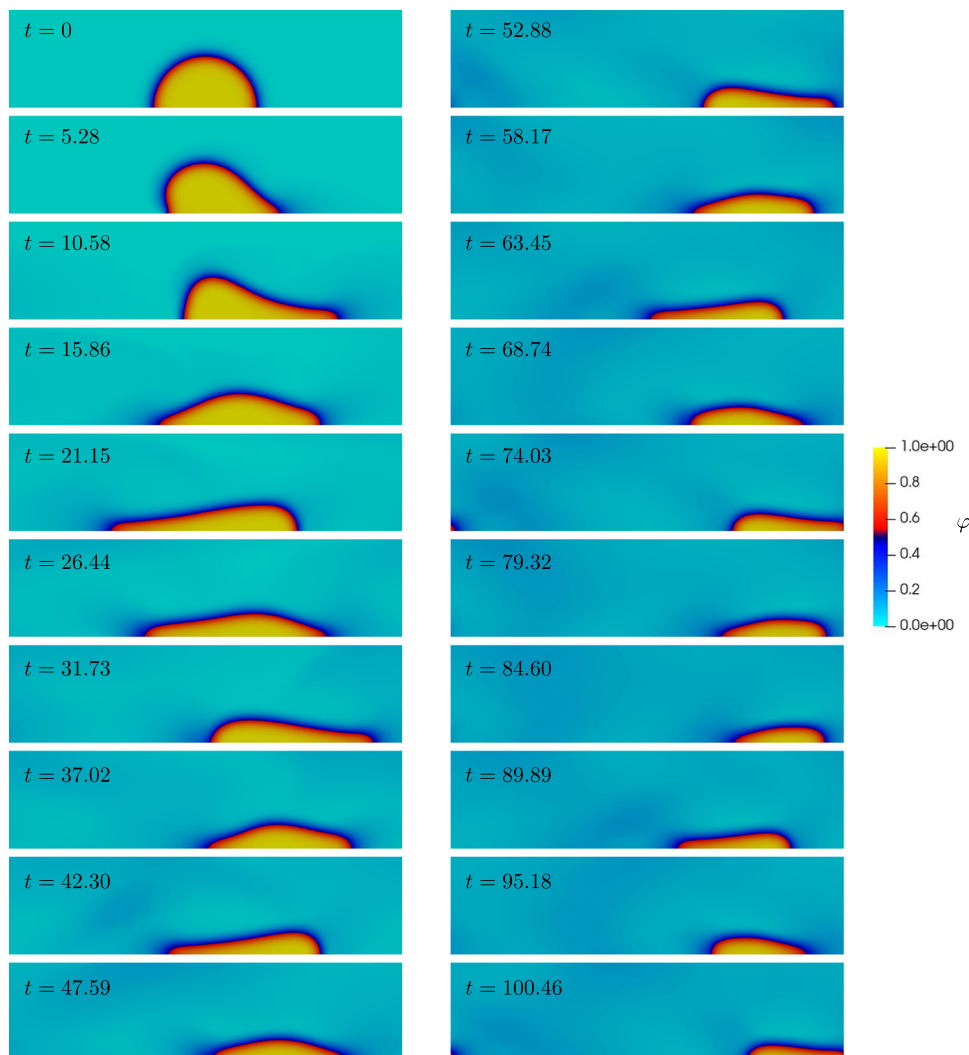 t = 0
t = 5.28
t = 10.58
t = 15.86
t = 21.15
t = 26.44
t = 31.73
t = 37.02
t = 42.30
t = 47.59
t = 52.88
t = 58.17
t = 63.45
t = 68.74
t = 74.03
t = 79.32
t = 84.60
t = 89.89
t = 95.18
t = 100.46
1.0e+00
0.8
0.6
0.4
0.2
0.0e+00
φ